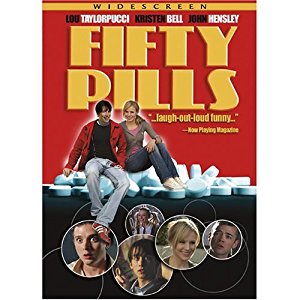 WIDESCREEN
LOU TAYLOR PUCCI KRISTEN BELL JOHN HENSLEY
FIFTY
PILLS
"...laugh-out-loud funny..."
—Now Playing Magazine